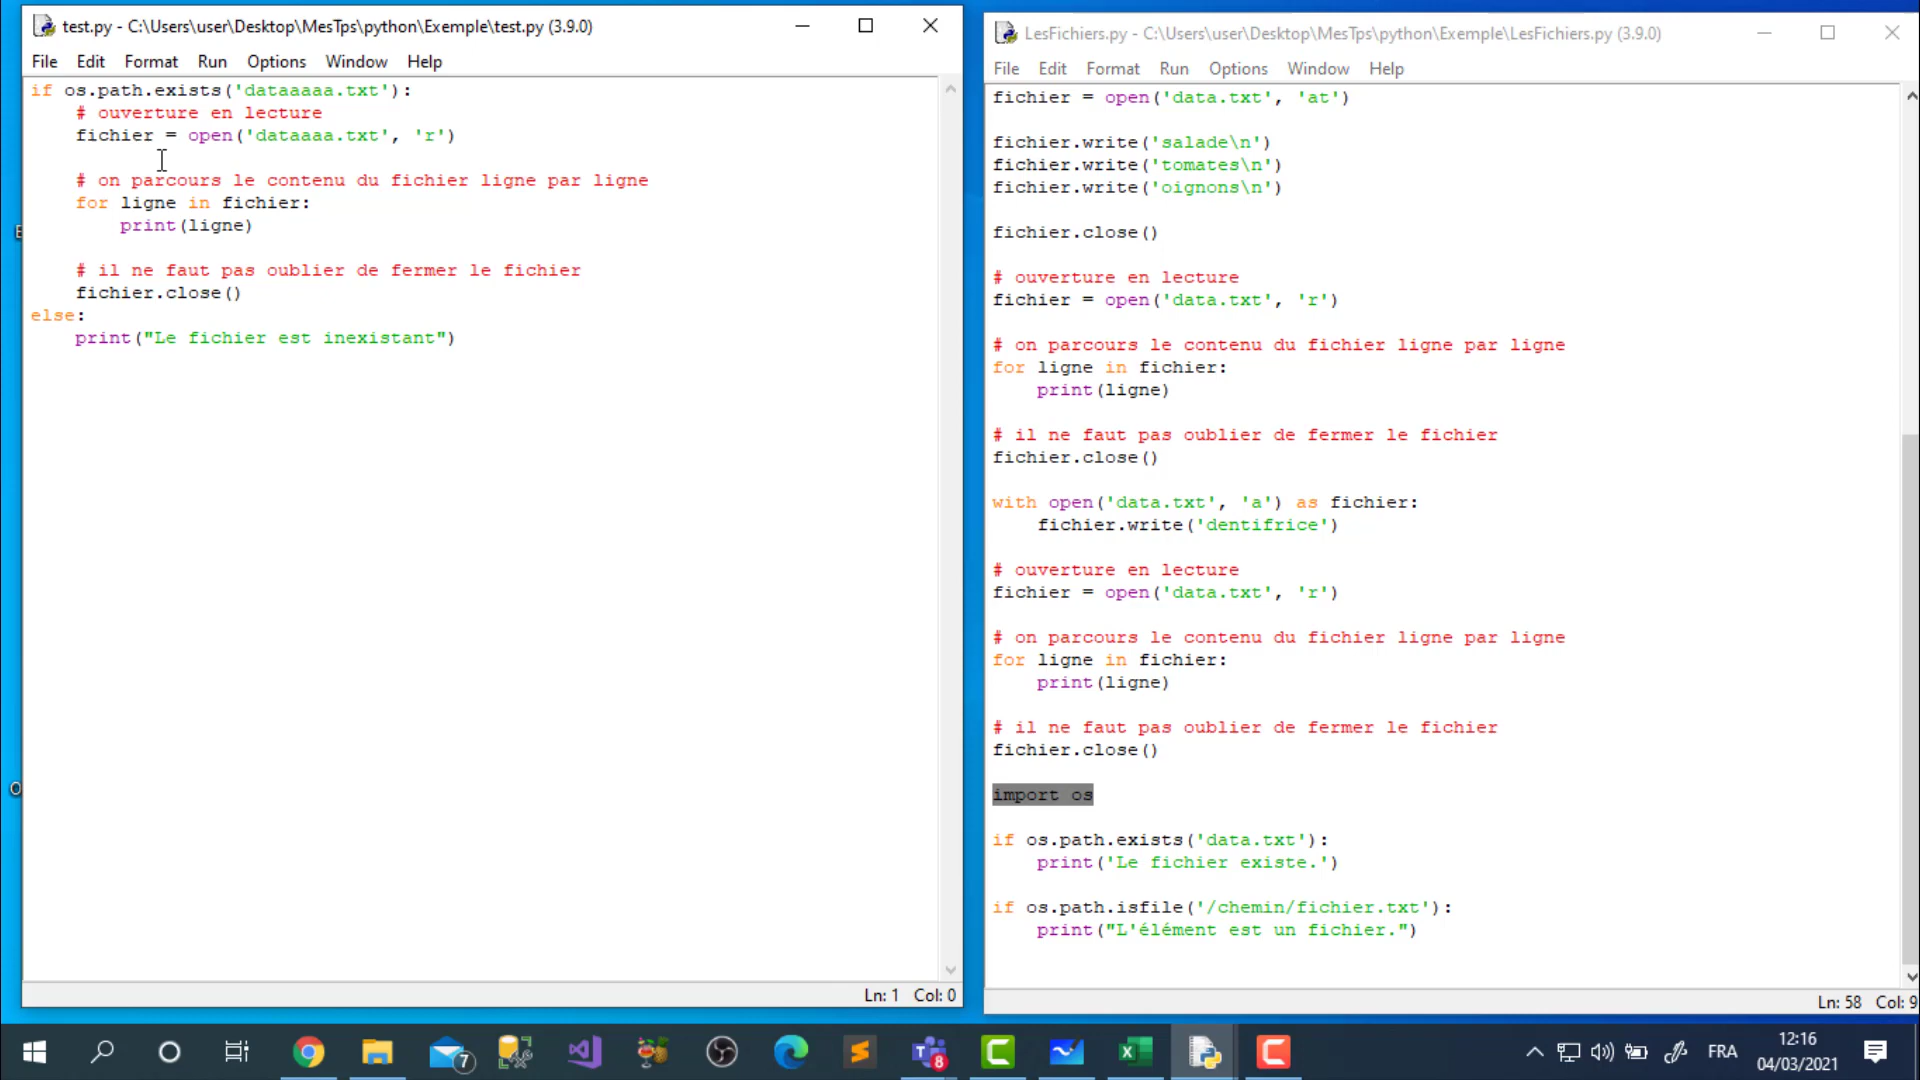 test.py - C:\Users\user\Desktop\MesTps\python\Exemple\test.py (3.9.0)
File Edit Format Run Options Window Help
if os.path.exists('dataaaaa.txt'):
    # ouverture en lecture
    fichier = open('dataaaa.txt', 'r')
    # on parcours le contenu du fichier ligne par ligne
    for ligne in fichier:
        print(ligne)
    # il ne faut pas oublier de fermer le fichier
    fichier.close()
else:
    print("Le fichier est inexistant")
Ln: 1 Col: 0
LesFichiers.py - C:\Users\user\Desktop\MesTps\python\Exemple\LesFichiers.py (3.9.0)
File Edit Format Run Options Window Help
fichier = open('data.txt', 'at')
fichier.write('salade\n')
fichier.write('tomates\n')
fichier.write('oignons\n')
fichier.close()
# ouverture en lecture
fichier = open('data.txt', 'r')
# on parcours le contenu du fichier ligne par ligne
for ligne in fichier:
    print(ligne)
# il ne faut pas oublier de fermer le fichier
fichier.close()
with open('data.txt', 'a') as fichier:
    fichier.write('dentifrice')
# ouverture en lecture
fichier = open('data.txt', 'r')
# on parcours le contenu du fichier ligne par ligne
for ligne in fichier:
    print(ligne)
# il ne faut pas oublier de fermer le fichier
fichier.close()
import os
if os.path.exists('data.txt'):
    print('Le fichier existe.')
if os.path.isfile('/chemin/fichier.txt'):
    print("L'élément est un fichier.")
Ln: 58 Col: 9
7
8
FRA
12:16
04/03/2021